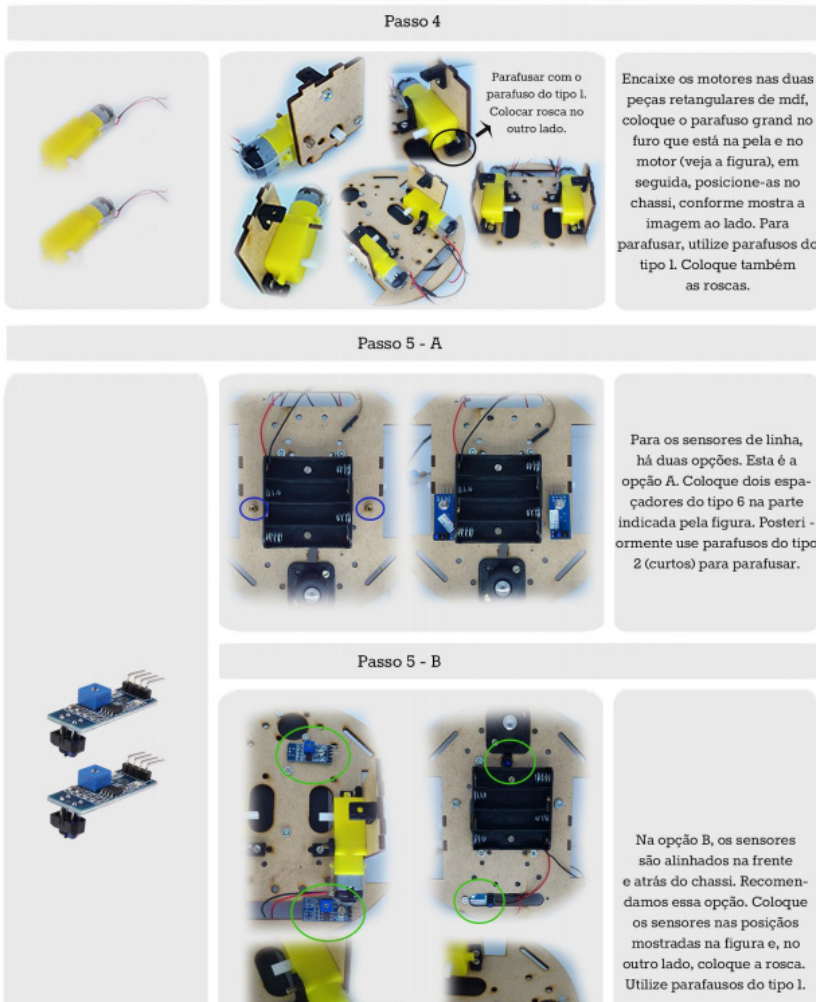 Passo 4
Parafusar com o
parafuso do tipo 1.
Colocar rosca no
outro lado.
Encaixe os motores nas duas
peças retangulares de mdf,
coloque o parafuso grand no
furo que está na pela e no
motor (veja a figura), em
seguida, posicione-as no
chassi, conforme mostra a
imagem ao lado. Para
parafusar, utilize parafusos do
tipo 1. Coloque também
as roscas.
Passo 5 - A
Para os sensores de linha,
há duas opções. Esta é a
opção A. Coloque dois espa-
çadores do tipo 6 na parte
indicada pela figura. Posteri -
ormente use parafusos do tipo
2 (curtos) para parafusar.
Passo 5 - B
Na opção B, os sensores
são alinhados na frente
e atrás do chassi. Recomen-
damos essa opção. Coloque
os sensores nas posiçãos
mostradas na figura e, no
outro lado, coloque a rosca.
Utilize parafausos do tipo 1.